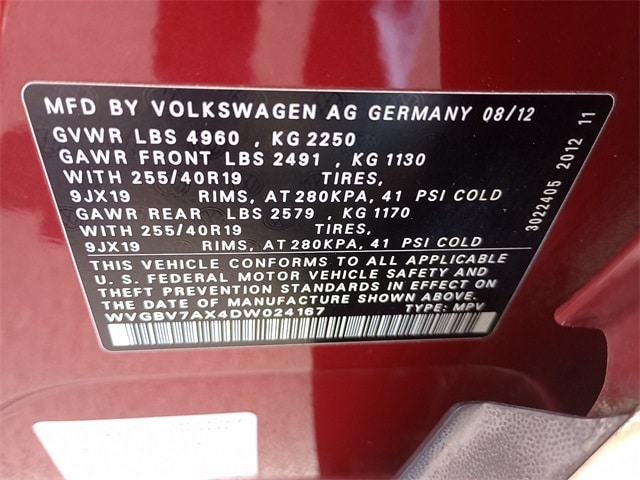 MFD BY VOLKSWAGEN AG GERMANY 08/12
GVWR LBS 4960 , KG 2250
GAWR FRONT LBS 2491 , KG 1130
WITH 255/40R19 TIRES,
9JX19 RIMS, AT 280KPA, 41 PSI COLD
GAWR REAR LBS 2579 , KG 1170
WITH 255/40R19 TIRES,
9JX19 RIMS, AT 280KPA, 41 PSI COLD
THIS VEHICLE CONFORMS TO ALL APPLICABLE
U. S. FEDERAL MOTOR VEHICLE SAFETY AND
THEFT PREVENTION STANDARDS IN EFFECT ON
THE DATE OF MANUFACTURE SHOWN ABOVE.
WVGBV7AX4DW024167 TYPE: MPV
3022405 2012 11